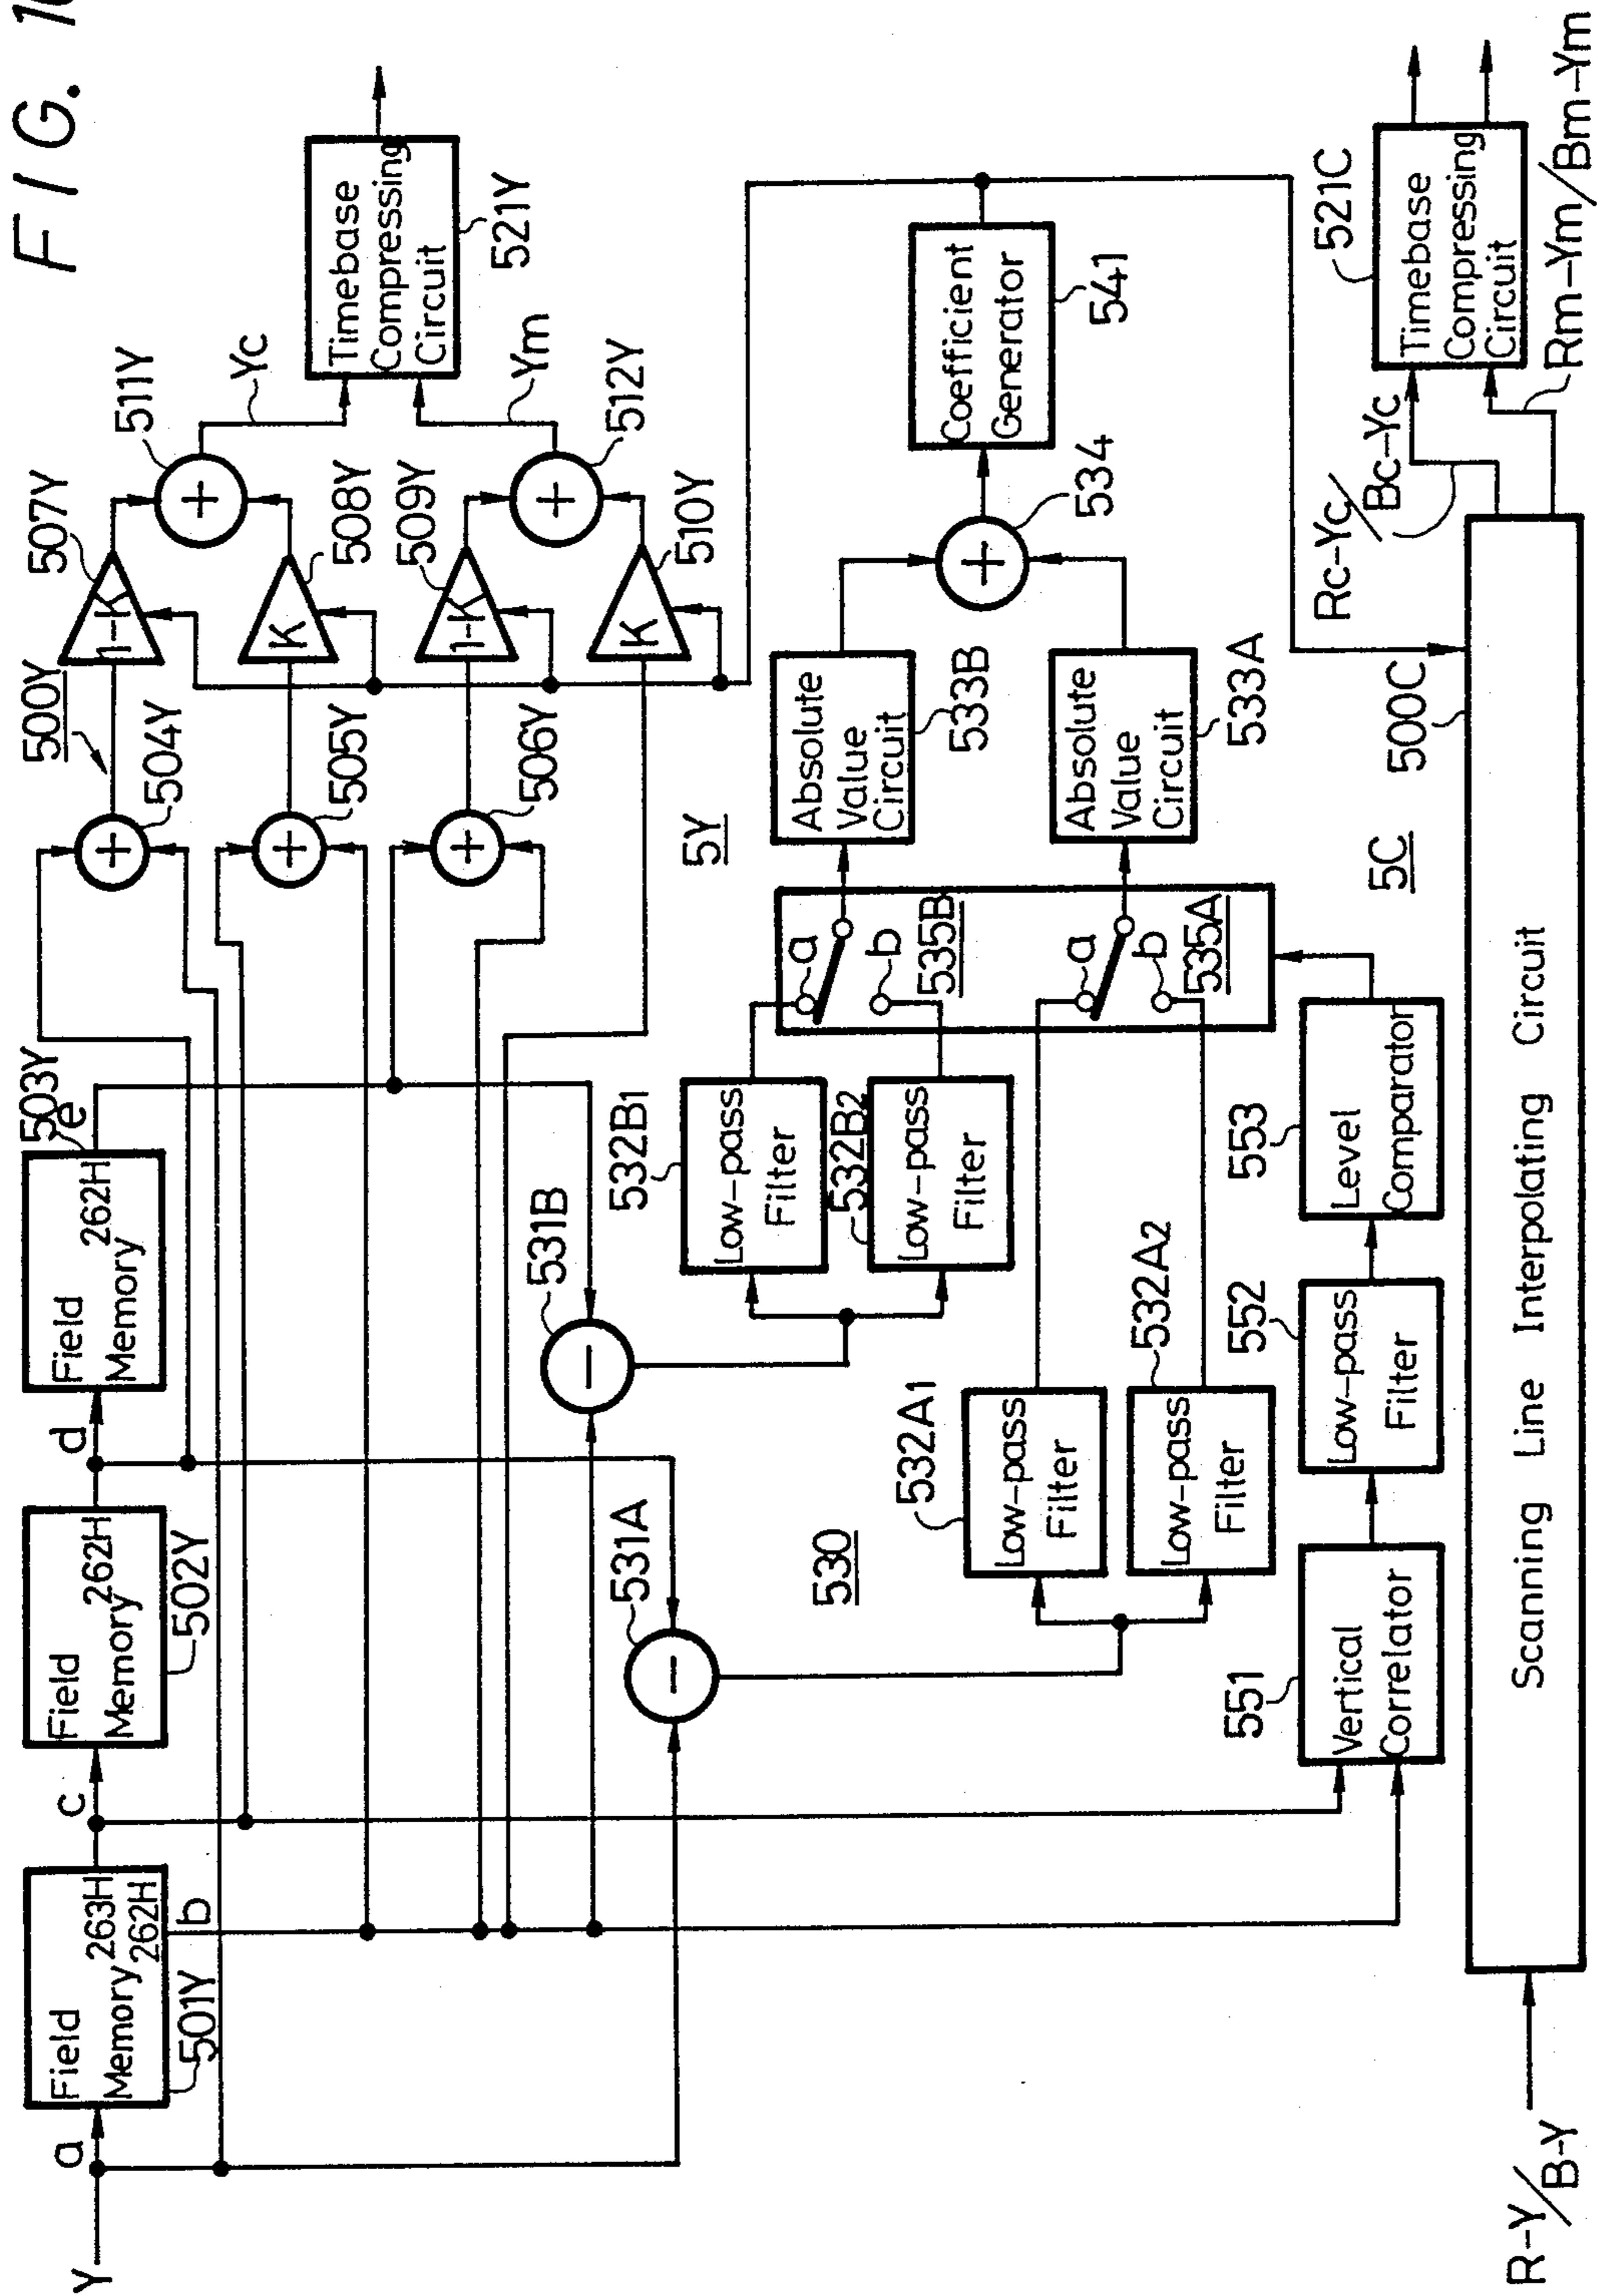 FIG. 10
Y
a
Field
Memory 263H
262H
501Y
b
c
Field
Memory 262H
502Y
d
Field
Memory 262H
503Y
e
504Y
+
505Y
+
506Y
+
500Y
507Y
1-K
508Y
K
509Y
1-K
510Y
K
511Y
+
512Y
+
Yc
Ym
Timebase
Compressing
Circuit
521Y
5Y
531B
−
531A
−
530
532B1
Low-pass
Filter
532B2
Low-pass
Filter
532A1
Low-pass
Filter
532A2
Low-pass
Filter
a
b
535B
a
b
535A
Absolute
Value
Circuit
533B
Absolute
Value
Circuit
533A
+
534
Coefficient
Generator
541
551
Vertical
Correlator
552
Low-pass
Filter
553
Level
Comparator
5C
500C
R-Y/B-Y
Scanning Line Interpolating Circuit
Rc-Yc/Bc-Yc
521C
Timebase
Compressing
Circuit
Rm-Ym/Bm-Ym